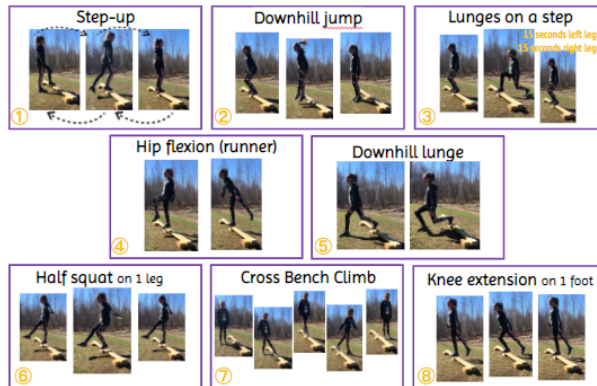 Step-up
①
Downhill jump
②
Lunges on a step
15 seconds left leg
15 seconds right leg
③
Hip flexion (runner)
④
Downhill lunge
⑤
Half squat on 1 leg
⑥
Cross Bench Climb
⑦
Knee extension on 1 foot
⑧